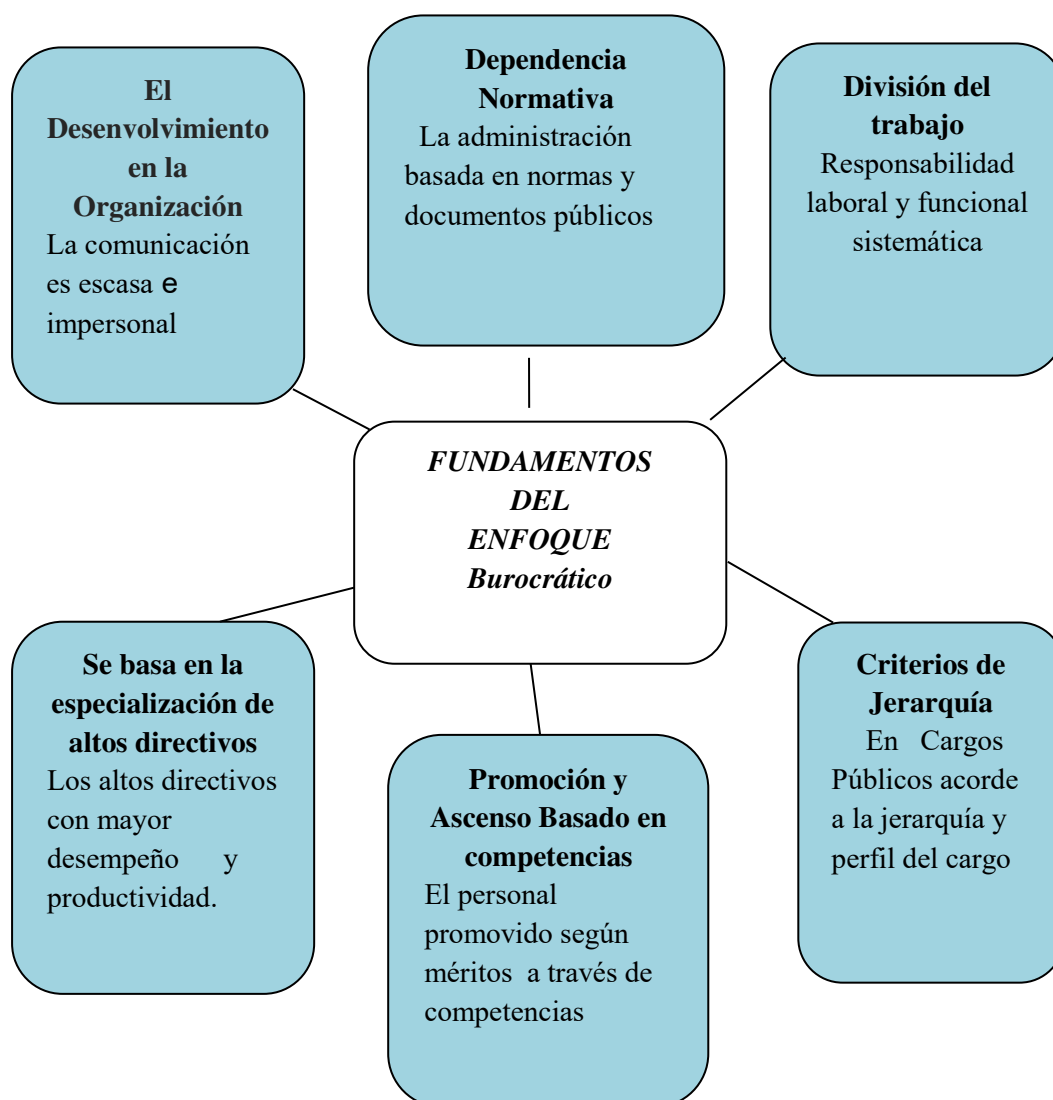 El
Desenvolvimiento
en la
Organización
La comunicación
es escasa e
impersonal
Dependencia
Normativa
La administración
basada en normas y
documentos públicos
División del
trabajo
Responsabilidad
laboral y funcional
sistemática
FUNDAMENTOS
DEL
ENFOQUE
Burocrático
Se basa en la
especialización de
altos directivos
Los altos directivos
con mayor
desempeño y
productividad.
Promoción y
Ascenso Basado en
competencias
El personal
promovido según
méritos a través de
competencias
Criterios de
Jerarquía
En Cargos
Públicos acorde
a la jerarquía y
perfil del cargo